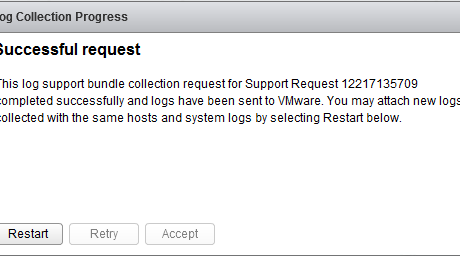 og Collection Progress
Successful request
This log support bundle collection request for Support Request 12217135709
completed successfully and logs have been sent to VMware. You may attach new logs
collected with the same hosts and system logs by selecting Restart below.
Restart Retry Accept